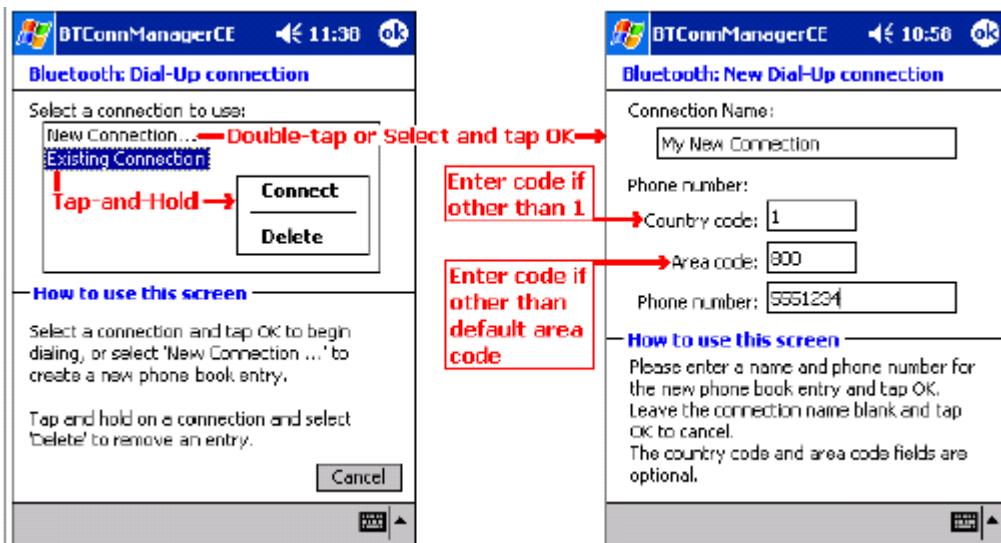 BTConnManagerCE 11:38 ok
Bluetooth: Dial-Up connection
Select a connection to use:
New Connection...
Existing Connection
Double-tap or Select and tap OK
Tap-and-Hold
Connect
Delete
How to use this screen
Select a connection and tap OK to begin
dialing, or select 'New Connection ...' to
create a new phone book entry.
Tap and hold on a connection and select
'Delete' to remove an entry.
Cancel
Enter code if
other than 1
Enter code if
other than
default area
code
BTConnManagerCE 10:58 ok
Bluetooth: New Dial-Up connection
Connection Name:
My New Connection
Phone number:
Country code: 1
Area code: 800
Phone number: 5551234
How to use this screen
Please enter a name and phone number for
the new phone book entry and tap OK.
Leave the connection name blank and tap
OK to cancel.
The country code and area code fields are
optional.